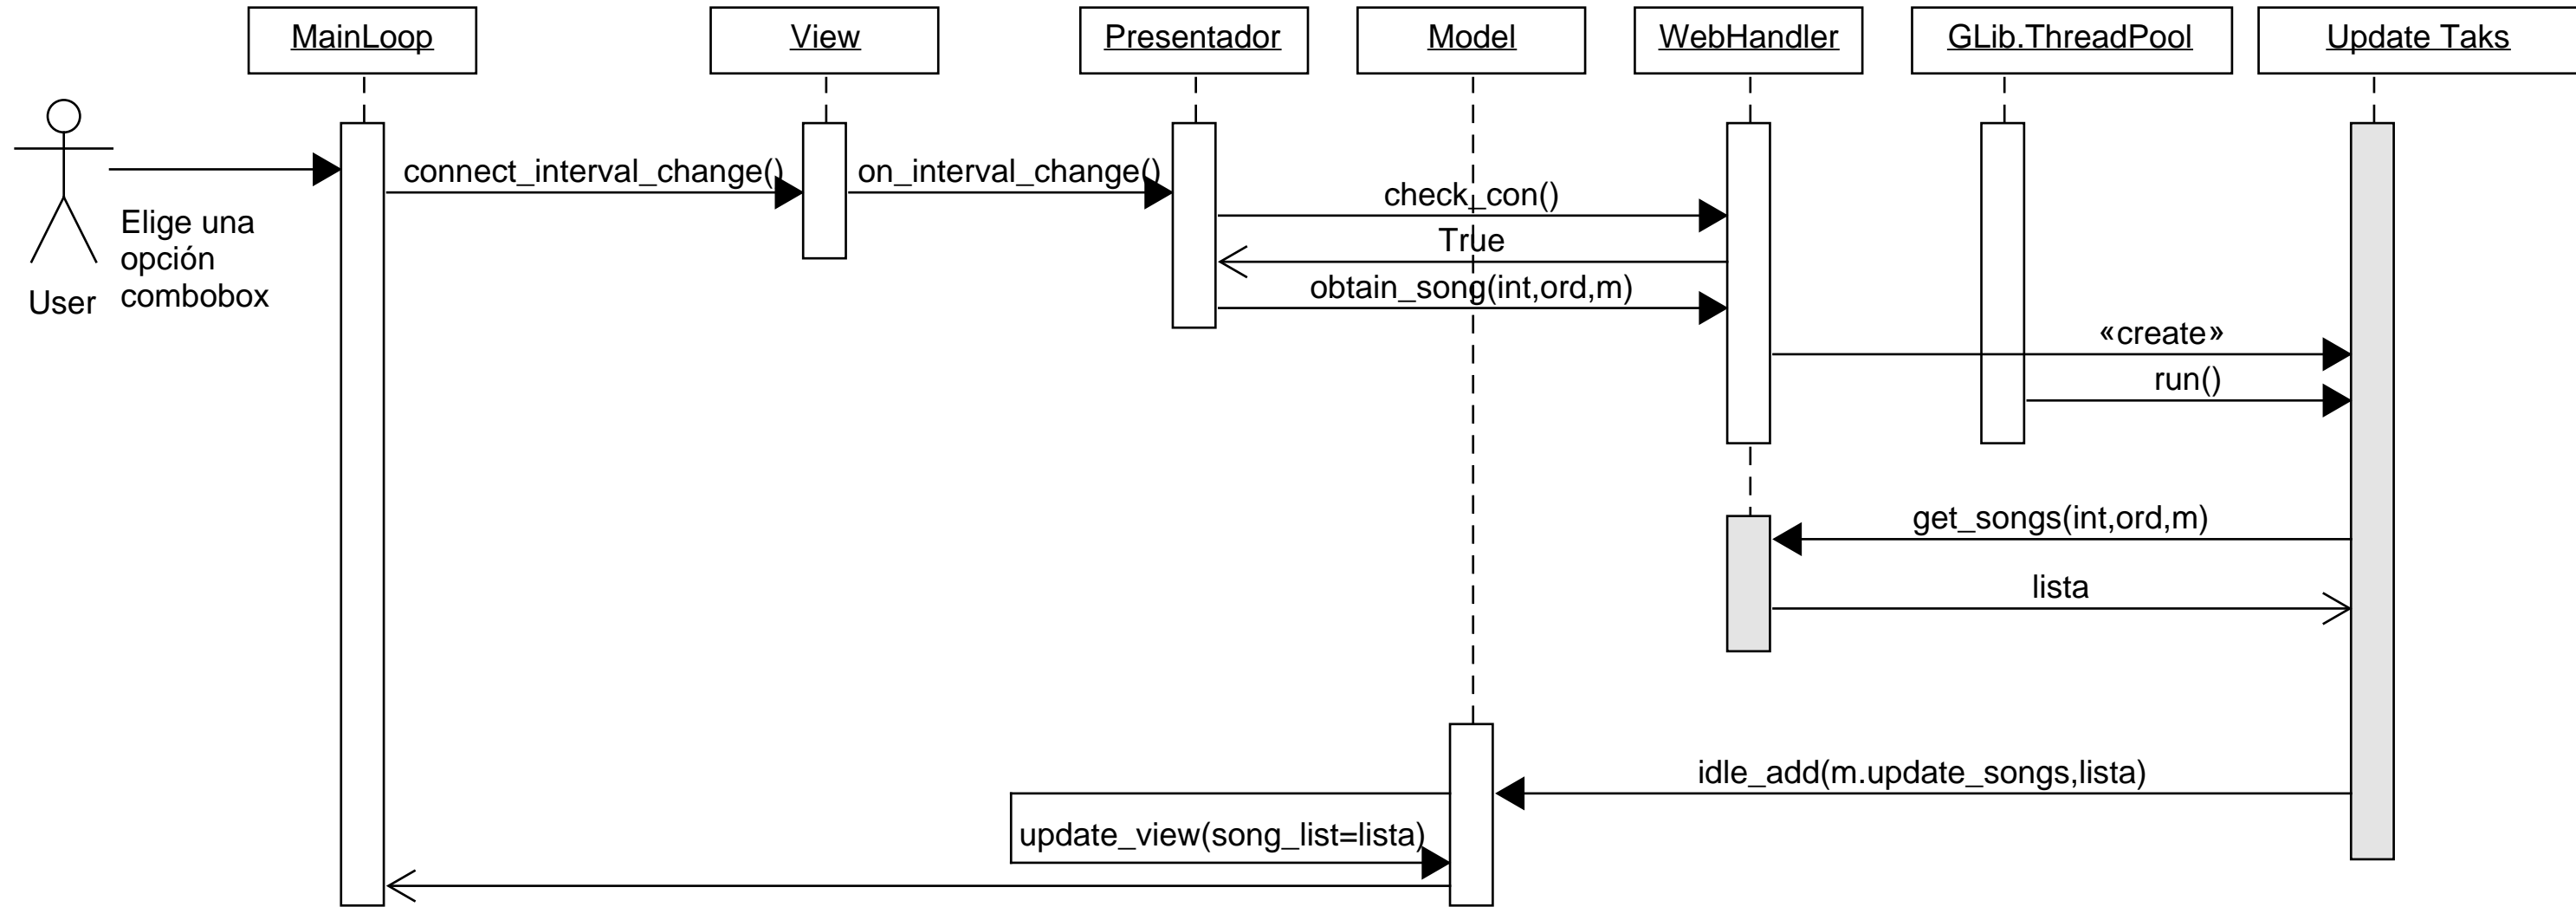 MainLoop
View
Presentador
Model
WebHandler
GLib.ThreadPool
Update Taks
connect_interval_change()
on_interval_change()
check_con()
Elige una
opción
combobox
User
True
obtain_song(int,ord,m)
«create»
run()
get_songs(int,ord,m)
lista
idle_add(m.update_songs,lista)
update_view(song_list=lista)